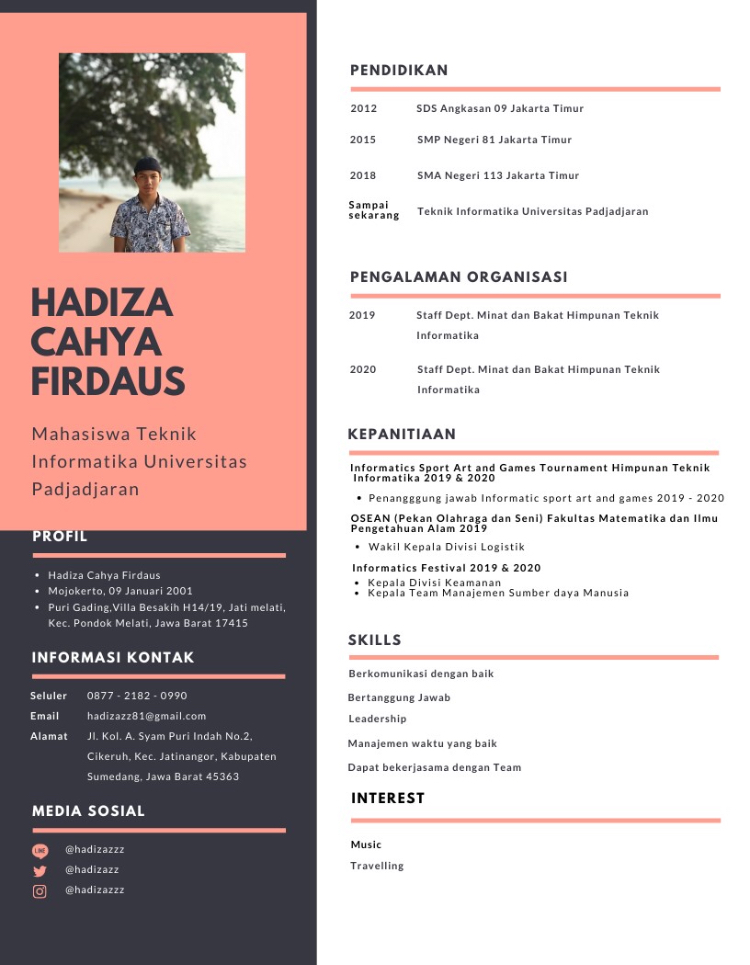 HADIZA
CAHYA
FIRDAUS
Mahasiswa Teknik
Informatika Universitas
Padjadjaran
PROFIL
• Hadiza Cahya Firdaus
• Mojokerto, 09 Januari 2001
• Puri Gading,Villa Besakih H14/19, Jati melati,
Kec. Pondok Melati, Jawa Barat 17415
INFORMASI KONTAK
Seluler 0877 - 2182 - 0990
Email hadizazz81@gmail.com
Alamat Jl. Kol. A. Syam Puri Indah No.2,
Cikeruh, Kec. Jatinangor, Kabupaten
Sumedang, Jawa Barat 45363
MEDIA SOSIAL
LINE @hadizazzz
@hadizazz
@hadizazzz
PENDIDIKAN
2012 SDS Angkasan 09 Jakarta Timur
2015 SMP Negeri 81 Jakarta Timur
2018 SMA Negeri 113 Jakarta Timur
Sampai
sekarang Teknik Informatika Universitas Padjadjaran
PENGALAMAN ORGANISASI
2019 Staff Dept. Minat dan Bakat Himpunan Teknik
Informatika
2020 Staff Dept. Minat dan Bakat Himpunan Teknik
Informatika
KEPANITIAAN
Informatics Sport Art and Games Tournament Himpunan Teknik
Informatika 2019 & 2020
• Penangggung jawab Informatic sport art and games 2019 - 2020
OSEAN (Pekan Olahraga dan Seni) Fakultas Matematika dan Ilmu
Pengetahuan Alam 2019
• Wakil Kepala Divisi Logistik
Informatics Festival 2019 & 2020
• Kepala Divisi Keamanan
• Kepala Team Manajemen Sumber daya Manusia
SKILLS
Berkomunikasi dengan baik
Bertanggung Jawab
Leadership
Manajemen waktu yang baik
Dapat bekerjasama dengan Team
INTEREST
Music
Travelling